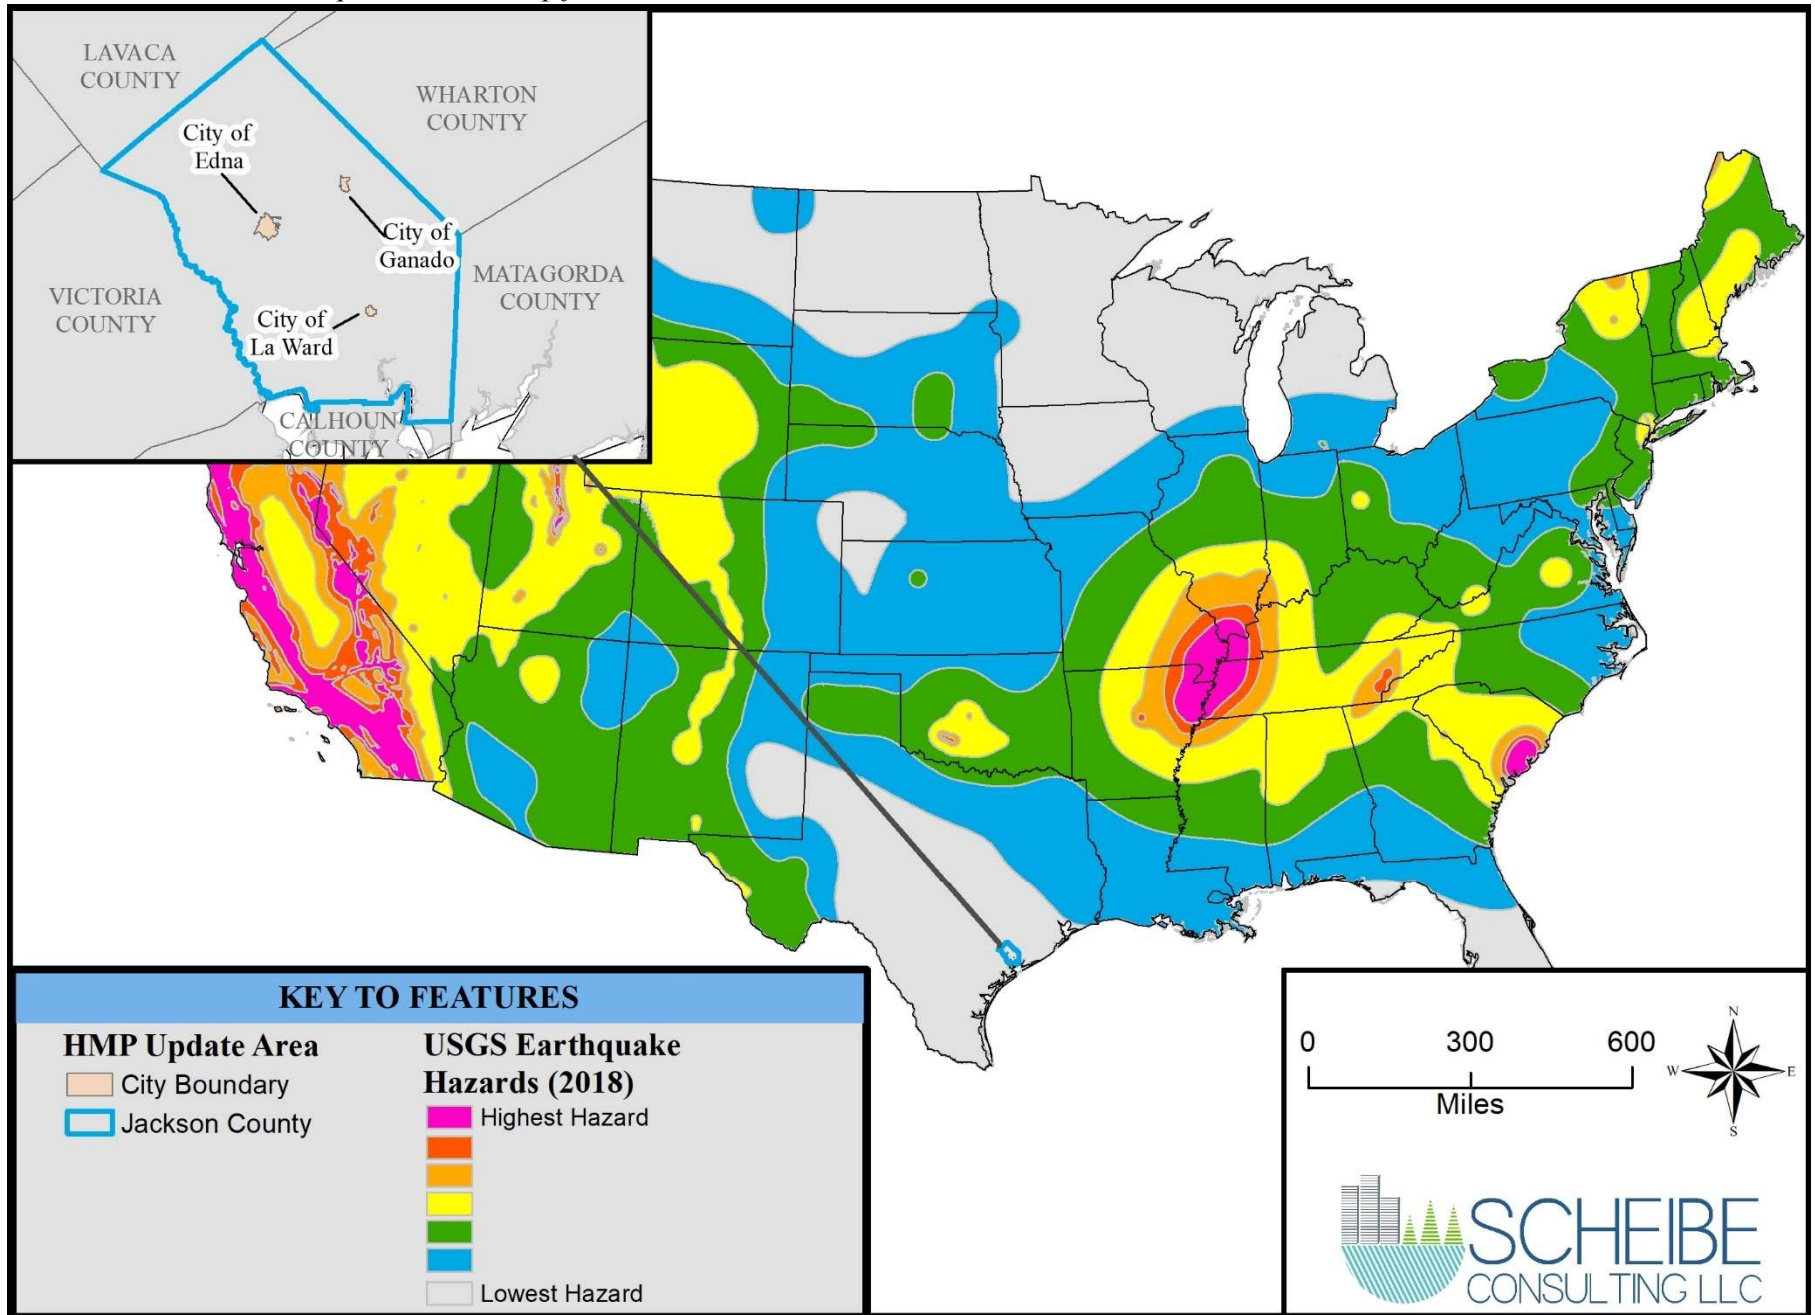 LAVACA
COUNTY
WHARTON
COUNTY
City of
Edna
City of
Ganado
MATAGORDA
COUNTY
VICTORIA
COUNTY
City of
La Ward
CALHOUN
COUNTY
KEY TO FEATURES
HMP Update Area
City Boundary
Jackson County
USGS Earthquake
Hazards (2018)
Highest Hazard
Lowest Hazard
0 300 600
Miles
N
W
E
S
SCHEIBE
CONSULTING LLC